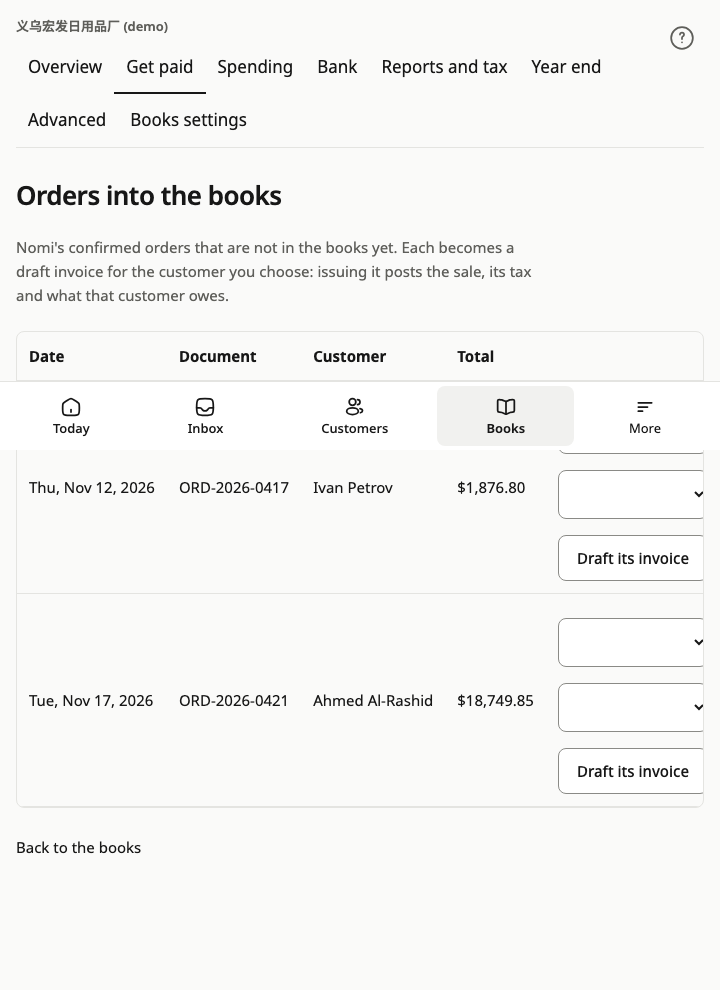 义乌宏发日用品厂 (demo)
Overview Get paid Spending Bank Reports and tax Year end
Advanced Books settings
Orders into the books
Nomi's confirmed orders that are not in the books yet. Each becomes a
draft invoice for the customer you choose: issuing it posts the sale, its tax
and what that customer owes.
Date Document Customer Total
Today Inbox Customers Books More
Thu, Nov 12, 2026 ORD-2026-0417 Ivan Petrov $1,876.80
Draft its invoice
Tue, Nov 17, 2026 ORD-2026-0421 Ahmed Al-Rashid $18,749.85
Draft its invoice
Back to the books